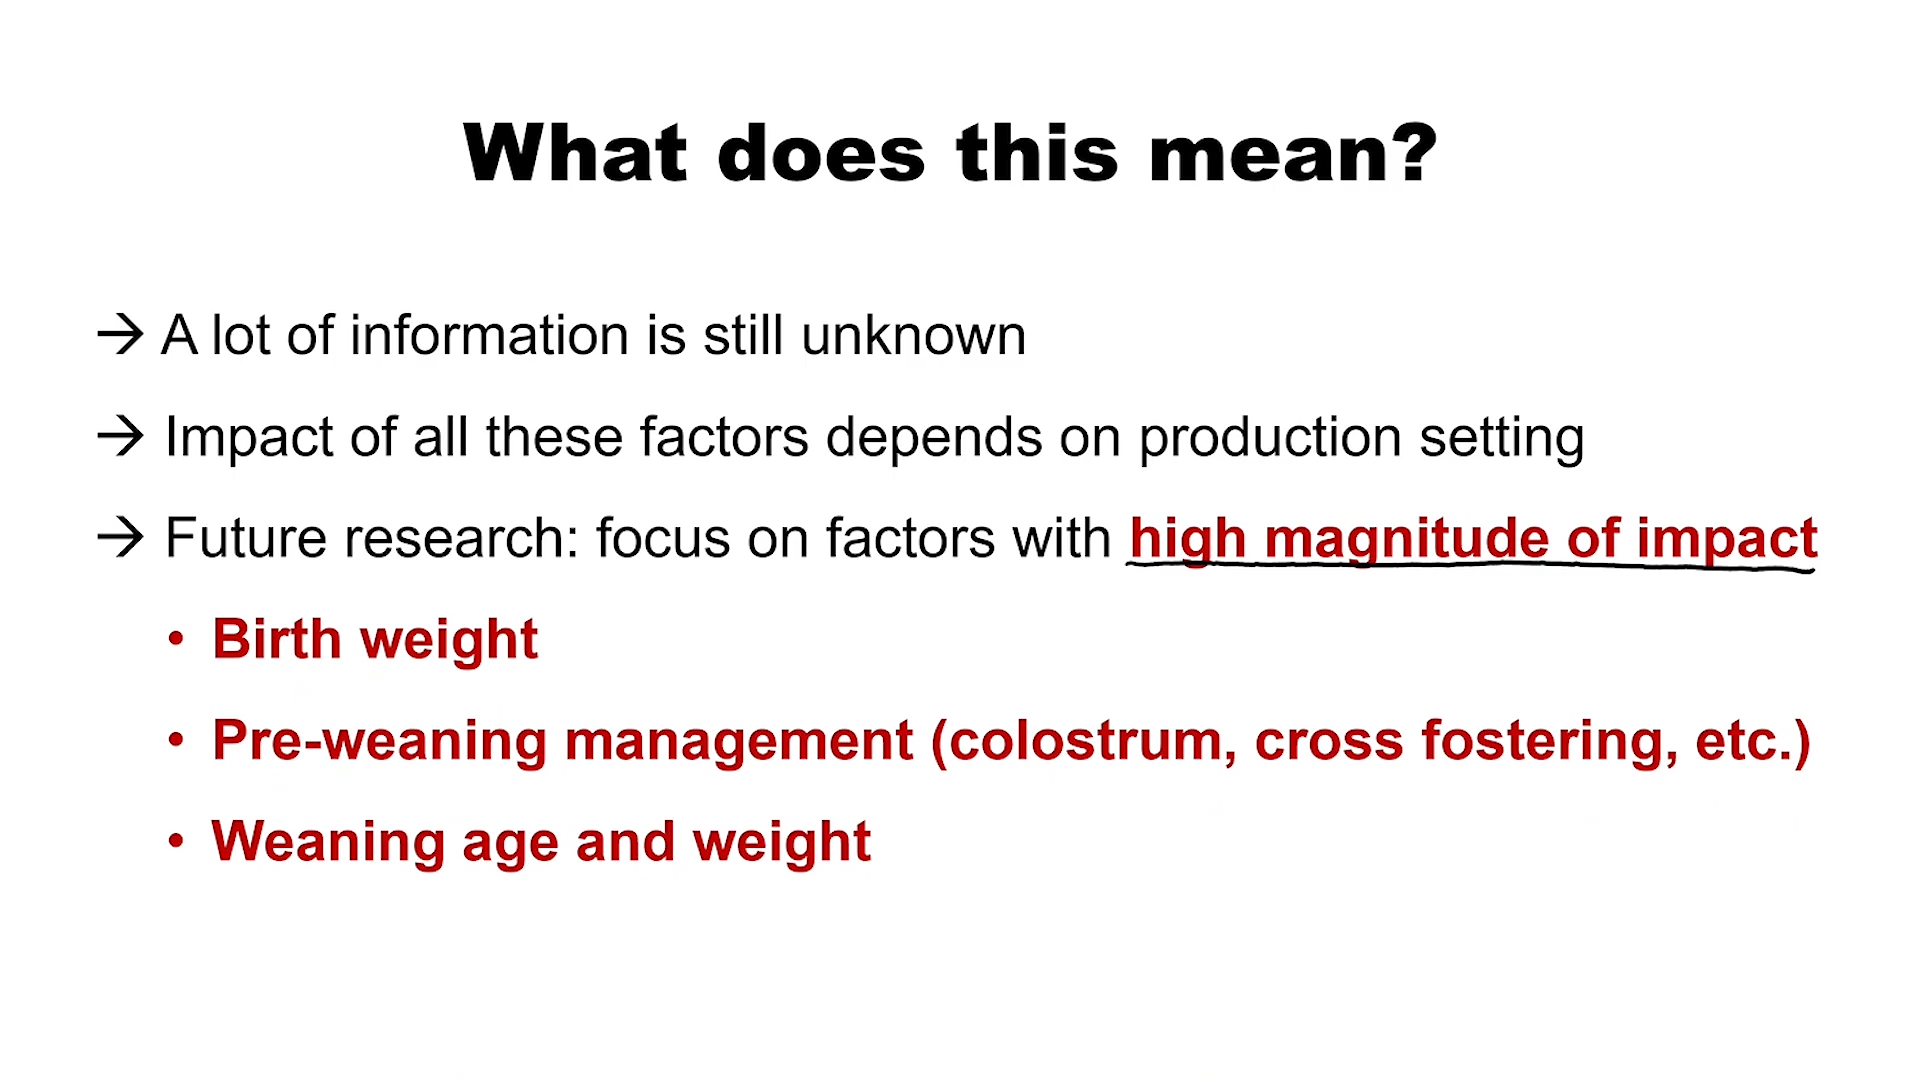 What does this mean?
→ A lot of information is still unknown
→ Impact of all these factors depends on production setting
→ Future research: focus on factors with high magnitude of impact
• Birth weight
• Pre-weaning management (colostrum, cross fostering, etc.)
• Weaning age and weight